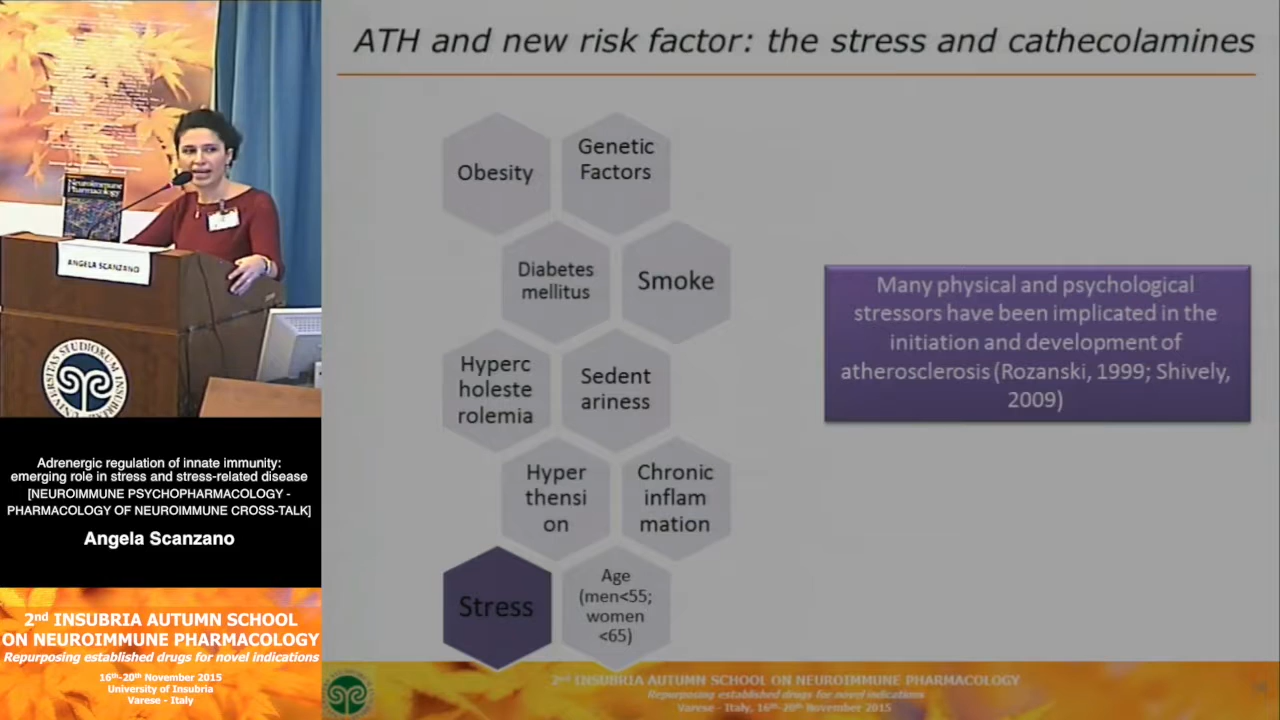 ATH and new risk factor: the stress and cathecolamines
Obesity
Genetic
Factors
Diabetes
mellitus
Smoke
Hyperc
holeste
rolemia
Sedent
ariness
Hyper
thensi
on
Chronic
inflam
mation
Stress
Age
(men<55;
women
<65)
Many physical and psychological
stressors have been implicated in the
initiation and development of
atherosclerosis (Rozanski, 1999; Shively,
2009)
2nd INSUBRIA AUTUMN SCHOOL ON NEUROIMMUNE PHARMACOLOGY
Repurposing established drugs for novel indications
Varese - Italy, 16th-20th November 2015
Neuroimmune
Pharmacology
ANGELA SCANZANO
Adrenergic regulation of innate immunity:
emerging role in stress and stress-related disease
[NEUROIMMUNE PSYCHOPHARMACOLOGY -
PHARMACOLOGY OF NEUROIMMUNE CROSS-TALK]
Angela Scanzano
2nd INSUBRIA AUTUMN SCHOOL
ON NEUROIMMUNE PHARMACOLOGY
Repurposing established drugs for novel indications
16th-20th November 2015
University of Insubria
Varese - Italy